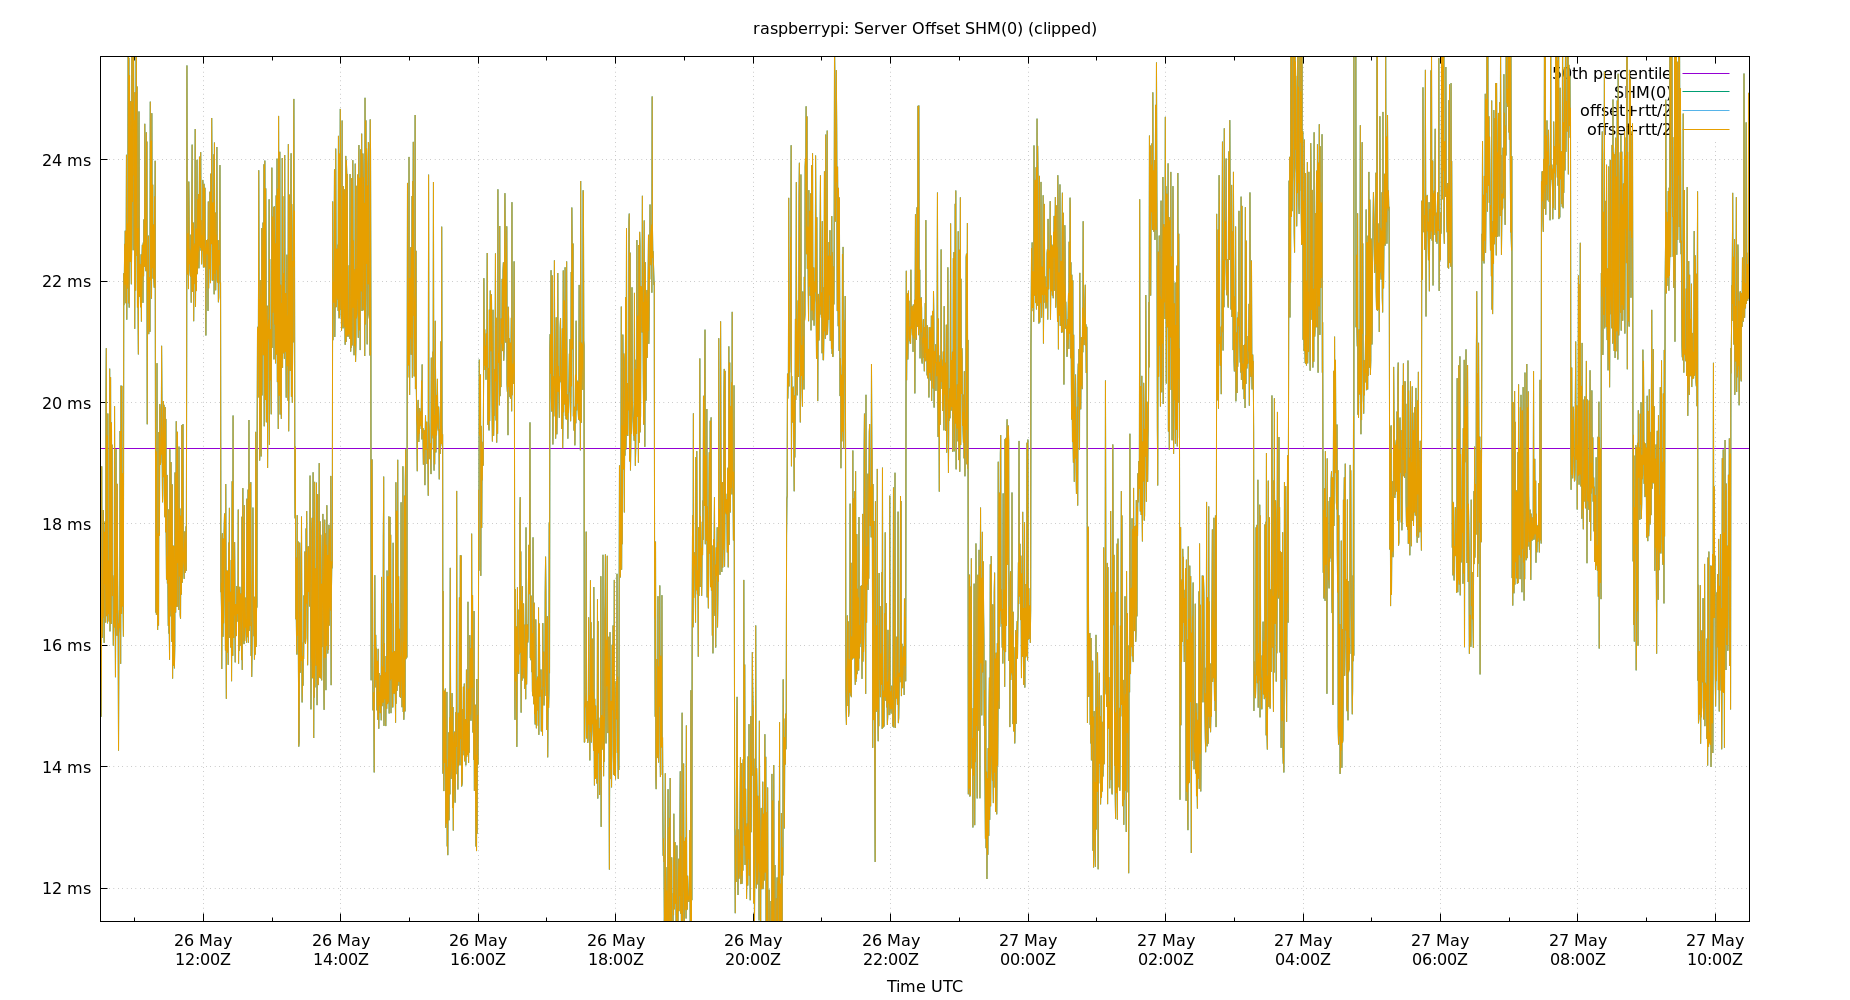 raspberrypi: Server Offset SHM(0) (clipped)
50th percentile
SHM(0)
offset+rtt/2
offset-rtt/2
24 ms
22 ms
20 ms
18 ms
16 ms
14 ms
12 ms
26 May 26 May 26 May 26 May 26 May 26 May 27 May 27 May 27 May 27 May 27 May 27 May
12:00Z 14:00Z 16:00Z 18:00Z 20:00Z 22:00Z 00:00Z 02:00Z 04:00Z 06:00Z 08:00Z 10:00Z
Time UTC